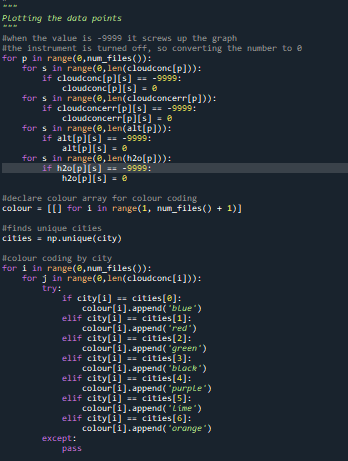 """
Plotting the data points
"""
#when the value is -9999 it screws up the graph
#the instrument is turned off, so converting the number to 0
for p in range(0,num_files()):
    for s in range(0,len(cloudconc[p])):
        if cloudconc[p][s] == -9999:
            cloudconc[p][s] = 0
    for s in range(0,len(cloudconcerr[p])):
        if cloudconcerr[p][s] == -9999:
            cloudconcerr[p][s] = 0
    for s in range(0,len(alt[p])):
        if alt[p][s] == -9999:
            alt[p][s] = 0
    for s in range(0,len(h2o[p])):
        if h2o[p][s] == -9999:
            h2o[p][s] = 0
#declare colour array for colour coding
colour = [[] for i in range(1, num_files() + 1)]
#finds unique cities
cities = np.unique(city)
#colour coding by city
for i in range(0,num_files()):
    for j in range(0,len(cloudconc[i])):
        try:
            if city[i] == cities[0]:
                colour[i].append('blue')
            elif city[i] == cities[1]:
                colour[i].append('red')
            elif city[i] == cities[2]:
                colour[i].append('green')
            elif city[i] == cities[3]:
                colour[i].append('black')
            elif city[i] == cities[4]:
                colour[i].append('purple')
            elif city[i] == cities[5]:
                colour[i].append('lime')
            elif city[i] == cities[6]:
                colour[i].append('orange')
        except:
            pass